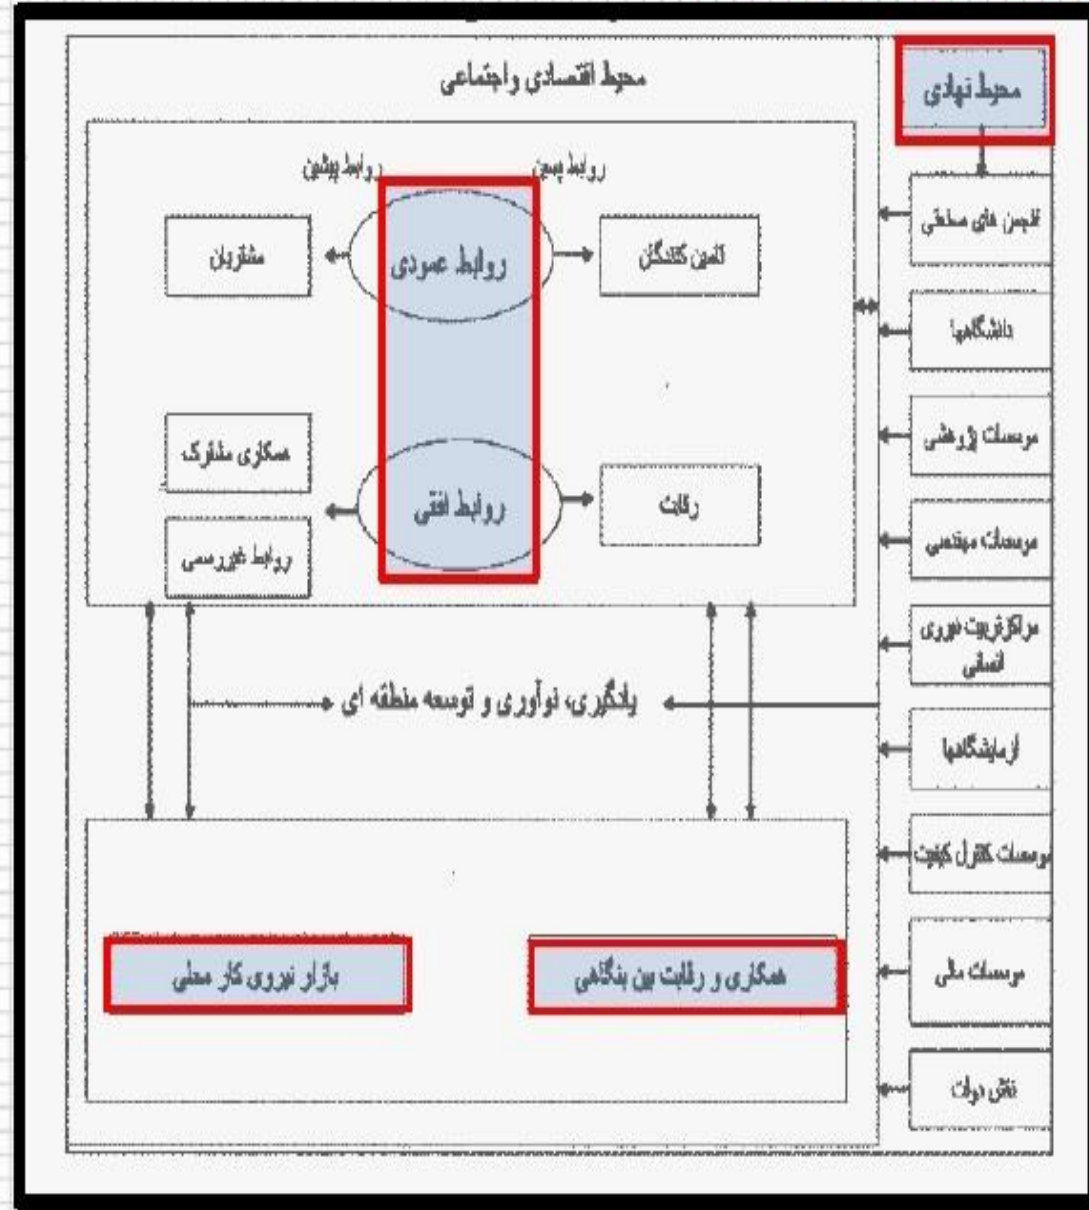 محیط اقتصادی و اجتماعی
محیط نهادی
روابط پسین
روابط پیشین
انجمن های صنعتی
تامین کنندگان
روابط عمودی
مشتریان
دانشگاهها
موسسات پژوهشی
همکاری مشترک
رقابت
روابط افقی
موسسات مهندسی
روابط غیررسمی
مراکز تربیت نیروی
انسانی
یادگیری، نوآوری و توسعه منطقه ای
آزمایشگاهها
موسسات کنترل کیفیت
موسسات مالی
همکاری و رقابت بین بنگاهی
بازار نیروی کار محلی
نقش دولت